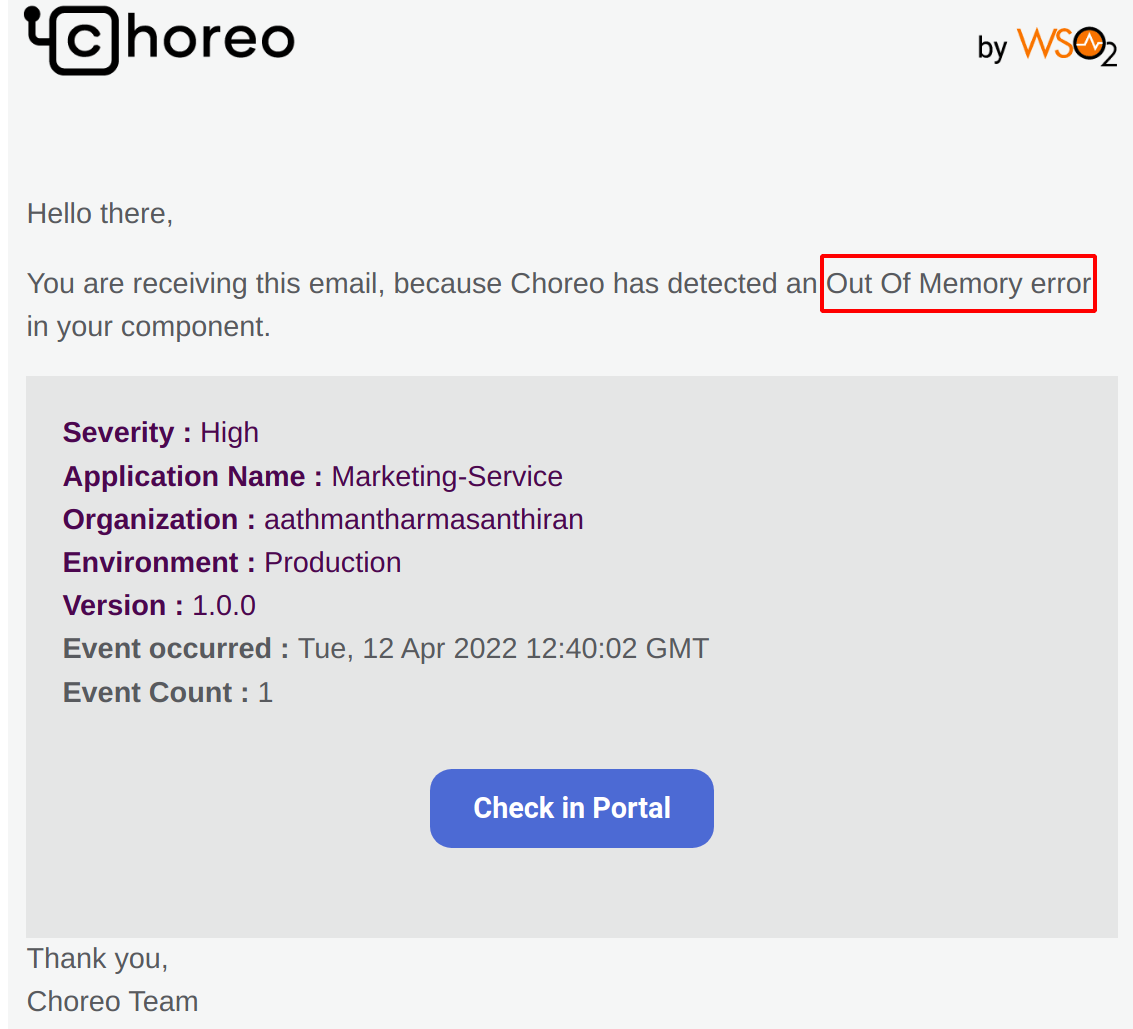 choreo
by WSO2
Hello there,
You are receiving this email, because Choreo has detected an Out Of Memory error
in your component.
Severity : High
Application Name : Marketing-Service
Organization : aathmantharmasanthiran
Environment : Production
Version : 1.0.0
Event occurred : Tue, 12 Apr 2022 12:40:02 GMT
Event Count : 1
Check in Portal
Thank you,
Choreo Team